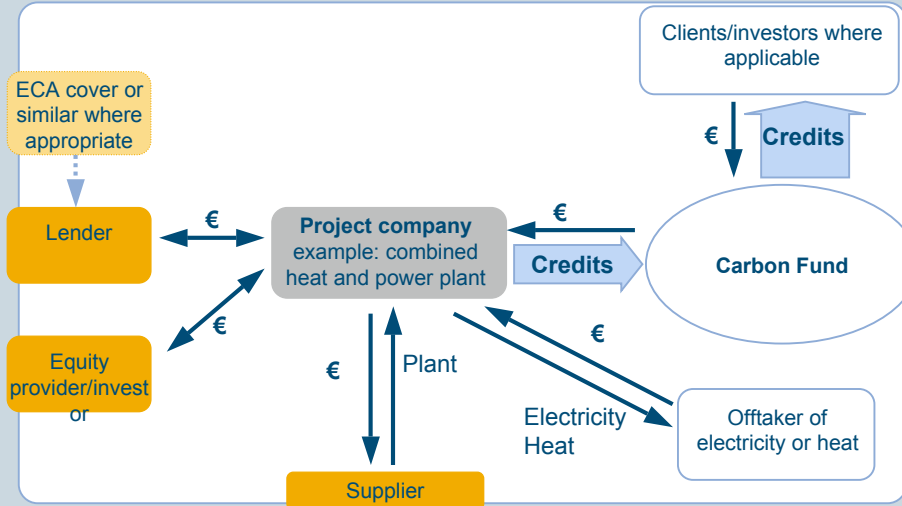 Clients/investors where
applicable
ECA cover or
similar where
appropriate
€
Credits
Lender
€
Project company
example: combined
heat and power plant
€
Credits
Carbon Fund
€
Equity
provider/invest
or
€
Plant
€
Electricity
Heat
Offtaker of
electricity or heat
Supplier